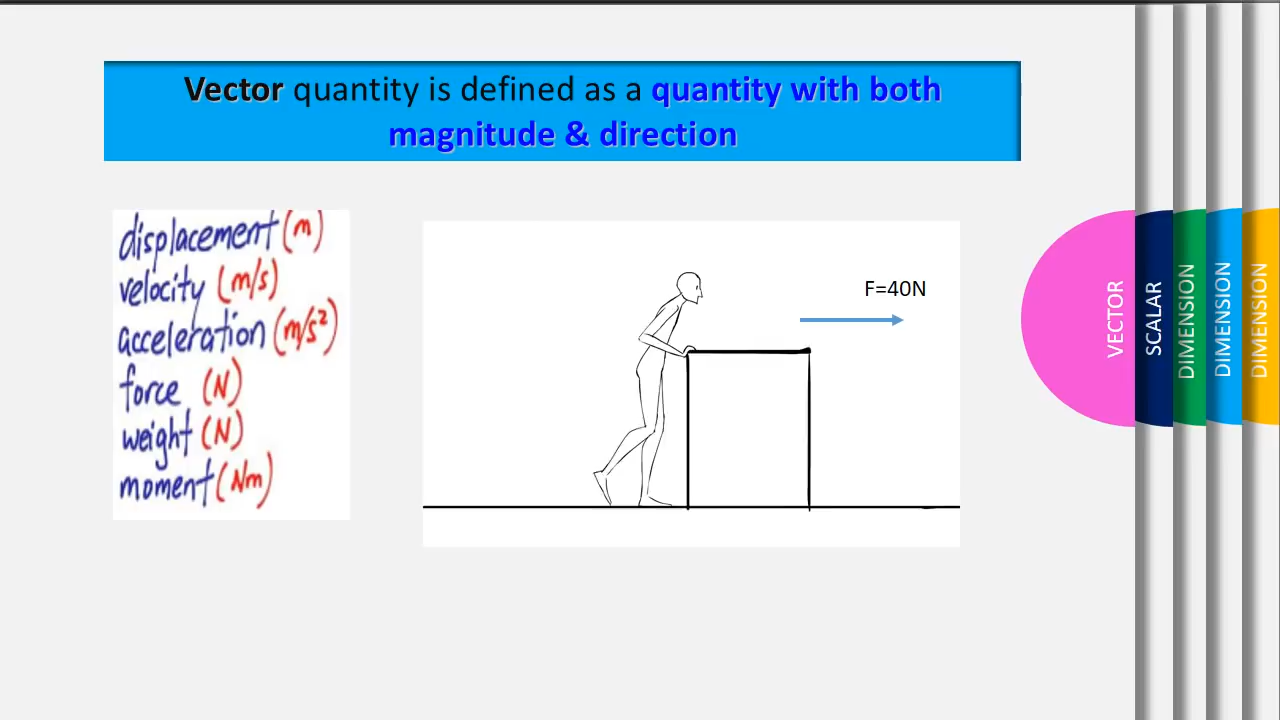 Vector quantity is defined as a quantity with both
magnitude & direction
displacement (m)
velocity (m/s)
acceleration (m/s²)
force (N)
weight (N)
moment (Nm)
F=40N
VECTOR
SCALAR
DIMENSION
DIMENSION
DIMENSION